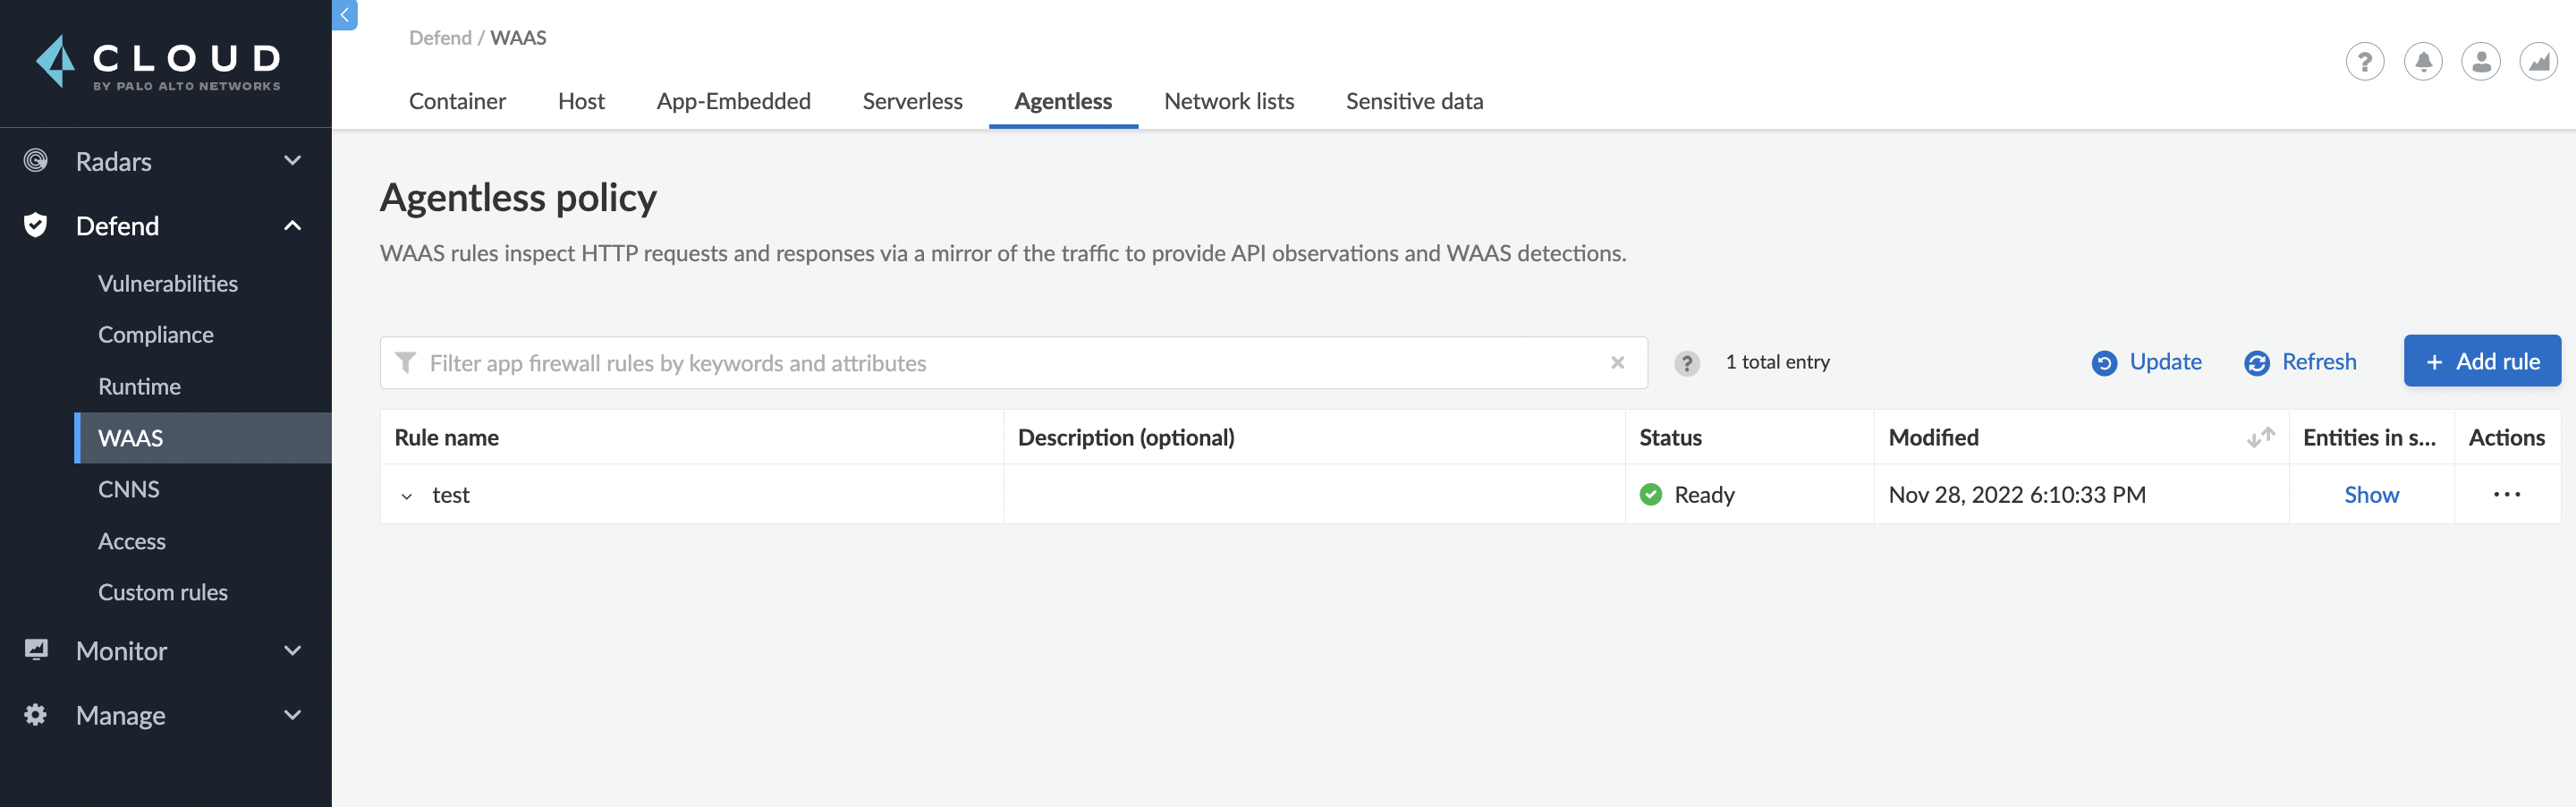 CLOUD
BY PALO ALTO NETWORKS
Radars
Defend
Vulnerabilities
Compliance
Runtime
WAAS
CNNS
Access
Custom rules
Monitor
Manage
Defend / WAAS
Container Host App-Embedded Serverless Agentless Network lists Sensitive data
Agentless policy
WAAS rules inspect HTTP requests and responses via a mirror of the traffic to provide API observations and WAAS detections.
Filter app firewall rules by keywords and attributes × ? 1 total entry Update Refresh + Add rule
Rule name Description (optional) Status Modified Entities in s... Actions
test Ready Nov 28, 2022 6:10:33 PM Show ...